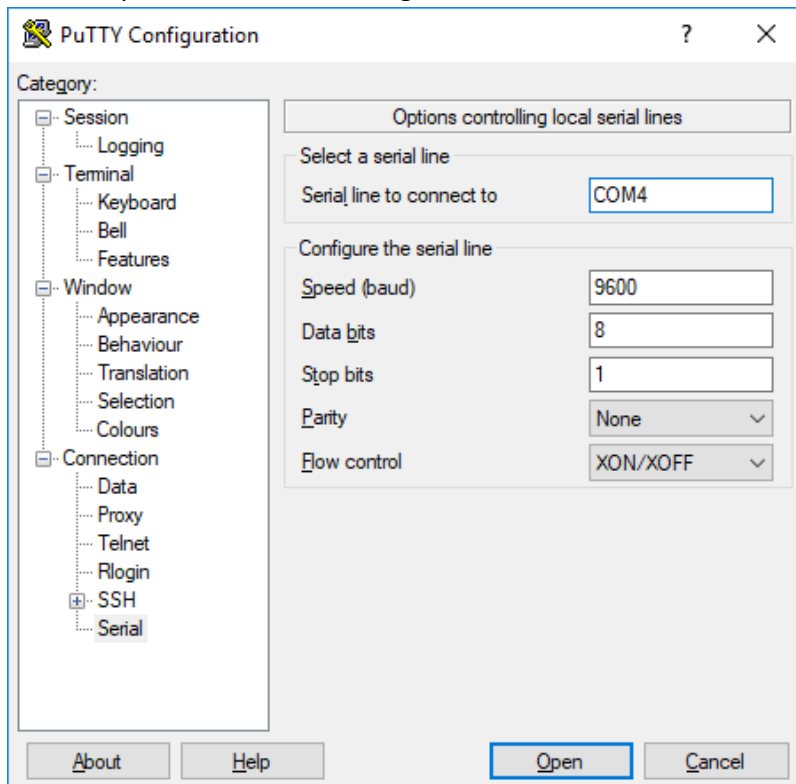 PuTTY Configuration
?
Category:
Session
Logging
Terminal
Keyboard
Bell
Features
Window
Appearance
Behaviour
Translation
Selection
Colours
Connection
Data
Proxy
Telnet
Rlogin
SSH
Serial
Options controlling local serial lines
Select a serial line
Serial line to connect to COM4
Configure the serial line
Speed (baud) 9600
Data bits 8
Stop bits 1
Parity None
Flow control XON/XOFF
About Help Open Cancel